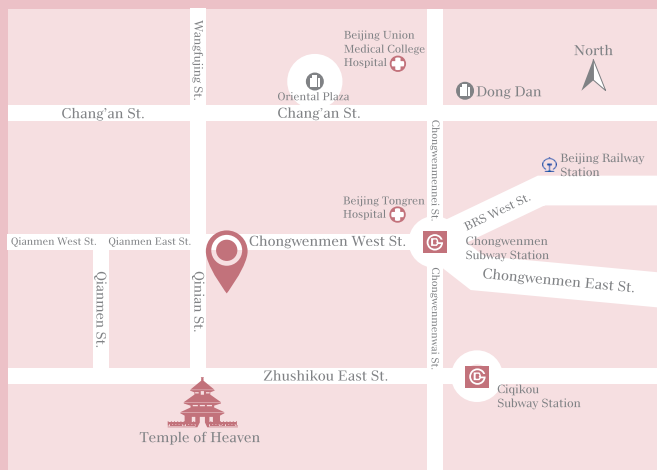 Wangfujing St.
Beijing Union
Medical College
Hospital
North
Oriental Plaza
Dong Dan
Chang'an St.
Chang'an St.
Chongwenmennei St.
Beijing Railway
Station
BRS West St.
Beijing Tongren
Hospital
Qianmen West St.
Qianmen East St.
Chongwenmen West St.
Chongwenmen
Subway Station
Chongwenmen East St.
Qianmen St.
Qinian St.
Chongwenmenwai St.
Zhushikou East St.
Ciqikou
Subway Station
Temple of Heaven